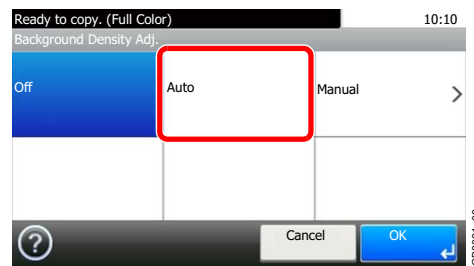 Ready to copy. (Full Color) 10:10
Background Density Adj.
Off Auto Manual
Cancel OK